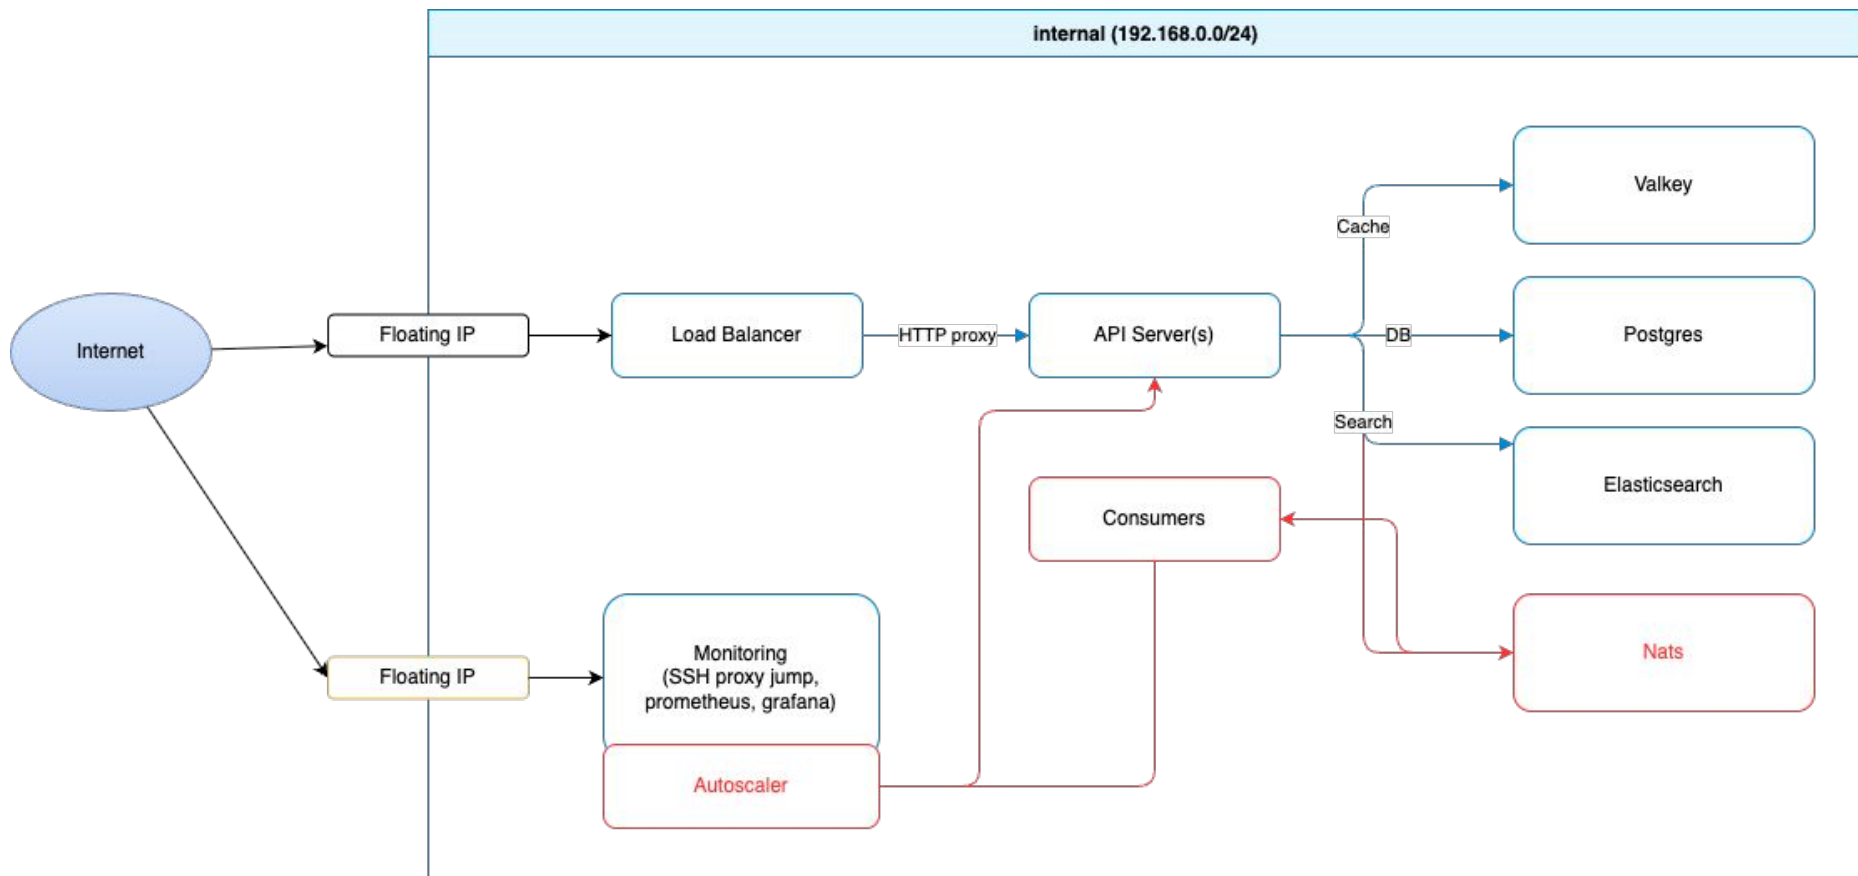 internal (192.168.0.0/24)
Valkey
Cache
Internet
Floating IP
Load Balancer
HTTP proxy
API Server(s)
DB
Postgres
Search
Elasticsearch
Consumers
Nats
Floating IP
Monitoring
(SSH proxy jump,
prometheus, grafana)
Autoscaler